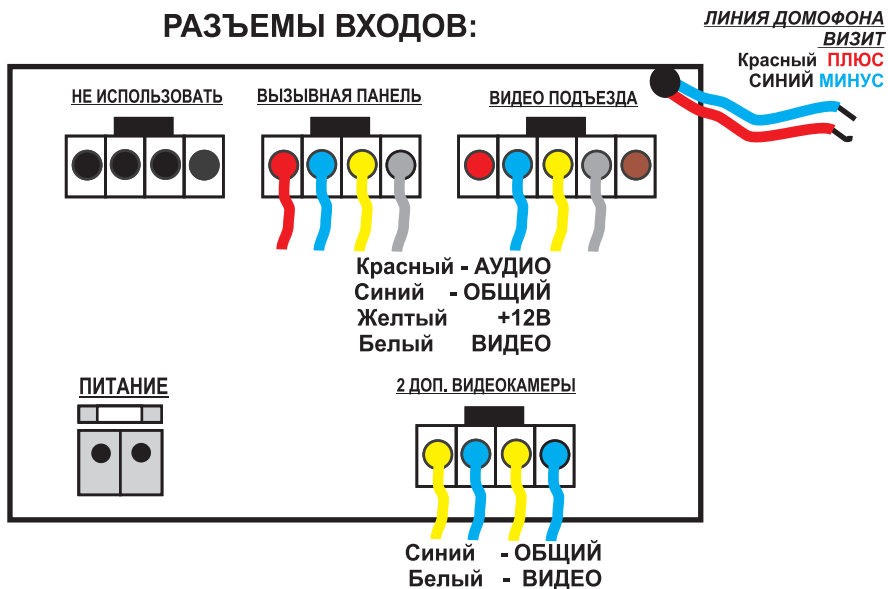 РАЗЪЕМЫ ВХОДОВ:
ЛИНИЯ ДОМОФОНА
ВИЗИТ
Красный ПЛЮС
СИНИЙ МИНУС
НЕ ИСПОЛЬЗОВАТЬ
ВЫЗЫВНАЯ ПАНЕЛЬ
ВИДЕО ПОДЪЕЗДА
Красный - АУДИО
Синий - ОБЩИЙ
Желтый +12В
Белый ВИДЕО
ПИТАНИЕ
2 ДОП. ВИДЕОКАМЕРЫ
Синий - ОБЩИЙ
Белый - ВИДЕО